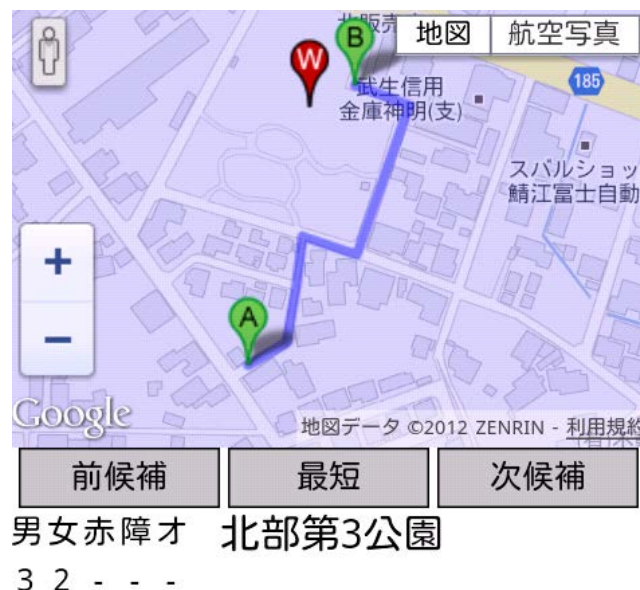 B
地図
航空写真
W
185
武生信用
金庫神明(支)
スバルショッ
鯖江富士自動
+
−
A
Google
地図データ ©2012 ZENRIN - 利用規約
前候補
最短
次候補
男女赤障オ
北部第3公園
3 2 - - -